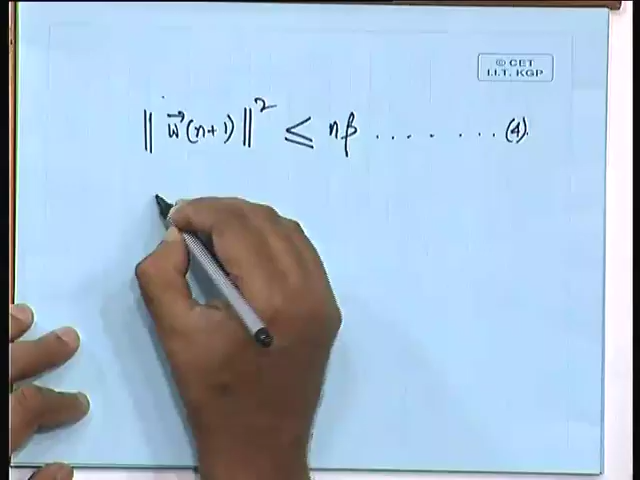 © CET
I.I.T. KGP
‖ w⃗(n+1) ‖² ≤ nβ ........ (4).